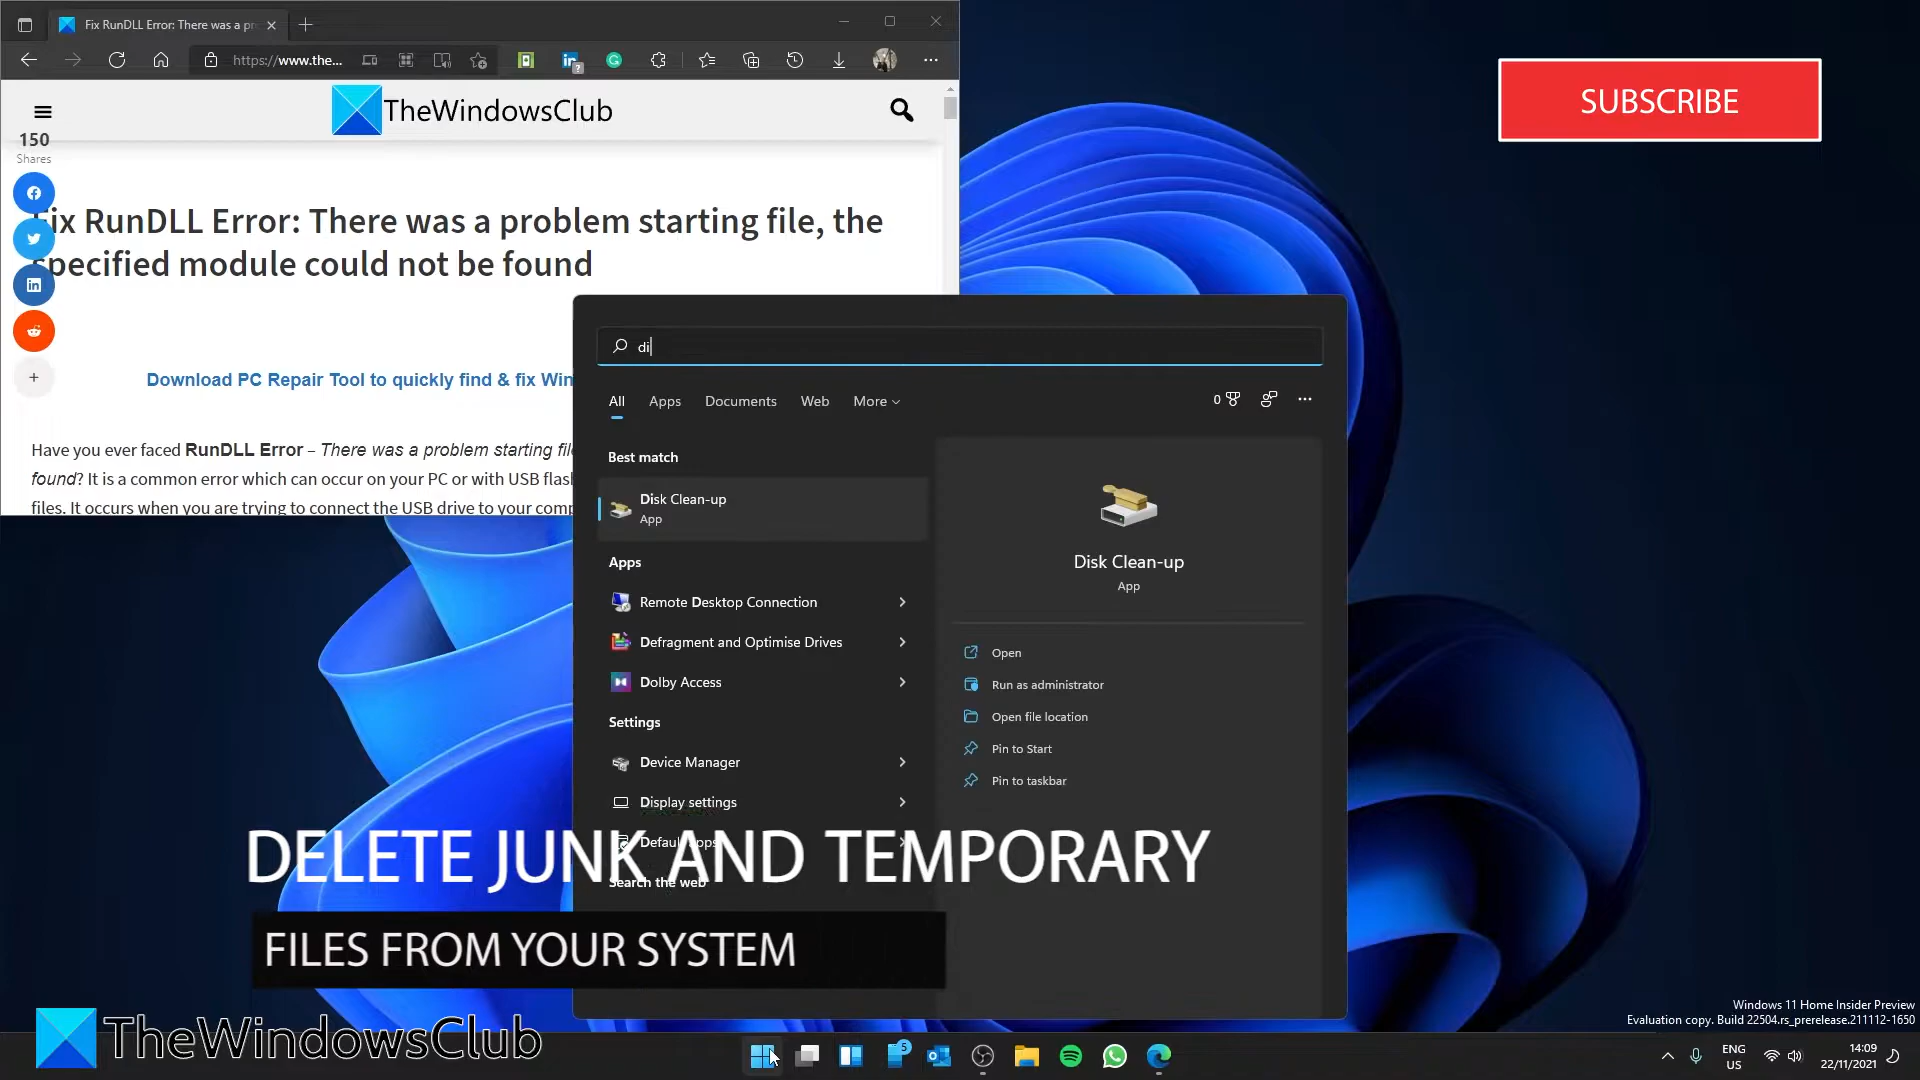 Fix RunDLL Error: There was a pr
https://www.the...
TheWindowsClub
150
Shares
Fix RunDLL Error: There was a problem starting file, the
specified module could not be found
Download PC Repair Tool to quickly find & fix Win
Have you ever faced RunDLL Error – There was a problem starting fil
found? It is a common error which can occur on your PC or with USB flas
files. It occurs when you are trying to connect the USB drive to your comp
SUBSCRIBE
di
All
Apps
Documents
Web
More
0
Best match
Disk Clean-up
App
Apps
Remote Desktop Connection
Defragment and Optimise Drives
Dolby Access
Settings
Device Manager
Display settings
Default apps
Search the web
Disk Clean-up
App
Open
Run as administrator
Open file location
Pin to Start
Pin to taskbar
DELETE JUNK AND TEMPORARY
FILES FROM YOUR SYSTEM
TheWindowsClub
Windows 11 Home Insider Preview
Evaluation copy. Build 22504.rs_prerelease.211112-1650
5
ENG
US
14:09
22/11/2021